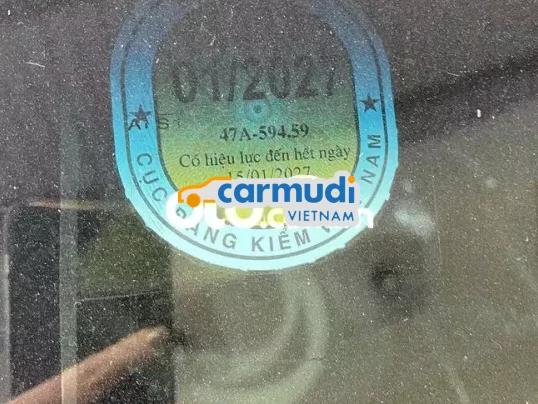 01/2027
47A-594.59
Có hiệu lực đến hết ngày
15/01/2027
carmudi
VIETNAM
CỤC ĐĂNG KIỂM VIỆT NAM